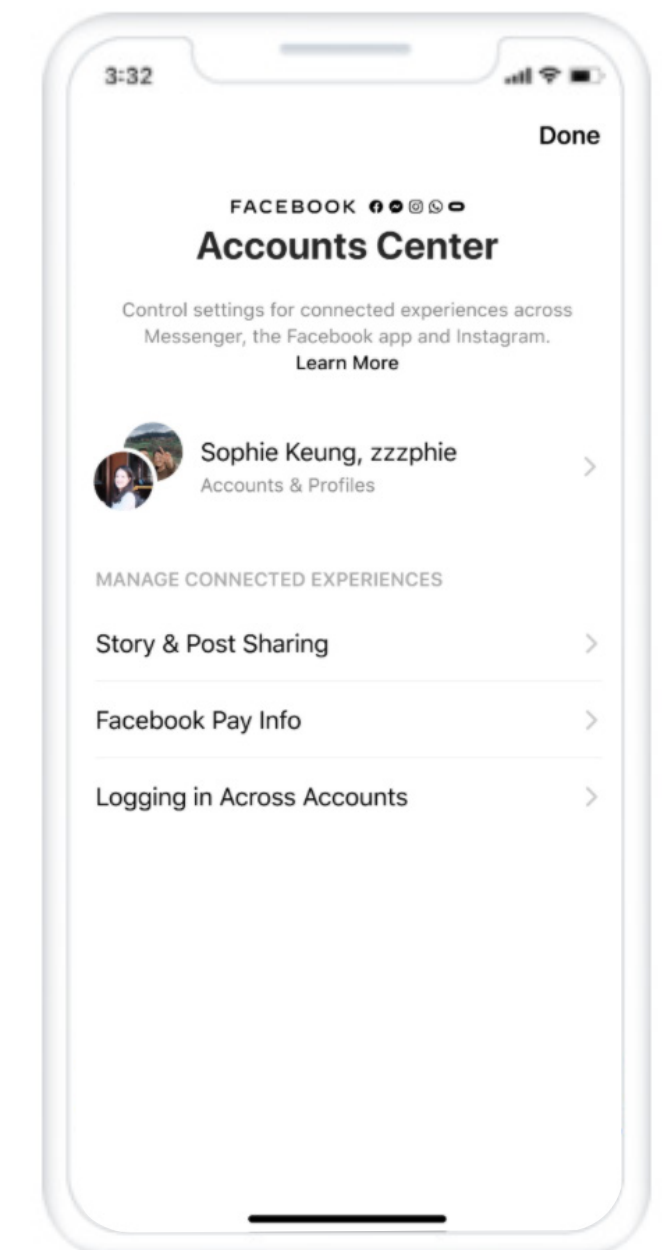 3:32
Done
FACEBOOK
Accounts Center
Control settings for connected experiences across
Messenger, the Facebook app and Instagram.
Learn More
Sophie Keung, zzzphie
Accounts & Profiles
MANAGE CONNECTED EXPERIENCES
Story & Post Sharing
Facebook Pay Info
Logging in Across Accounts